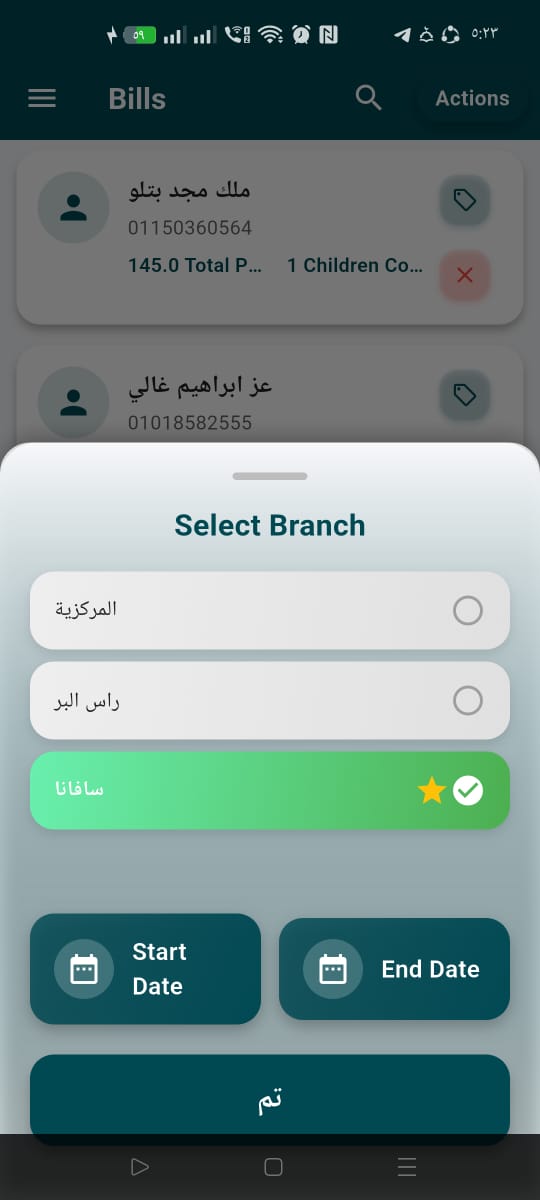 ٥٩
٥:٢٣
Bills
Actions
ملك مجد بتلو
01150360564
145.0 Total P...
1 Children Co...
عز ابراهيم غالي
01018582555
Select Branch
المركزية
راس البر
سافانا
Start
Date
End Date
تم